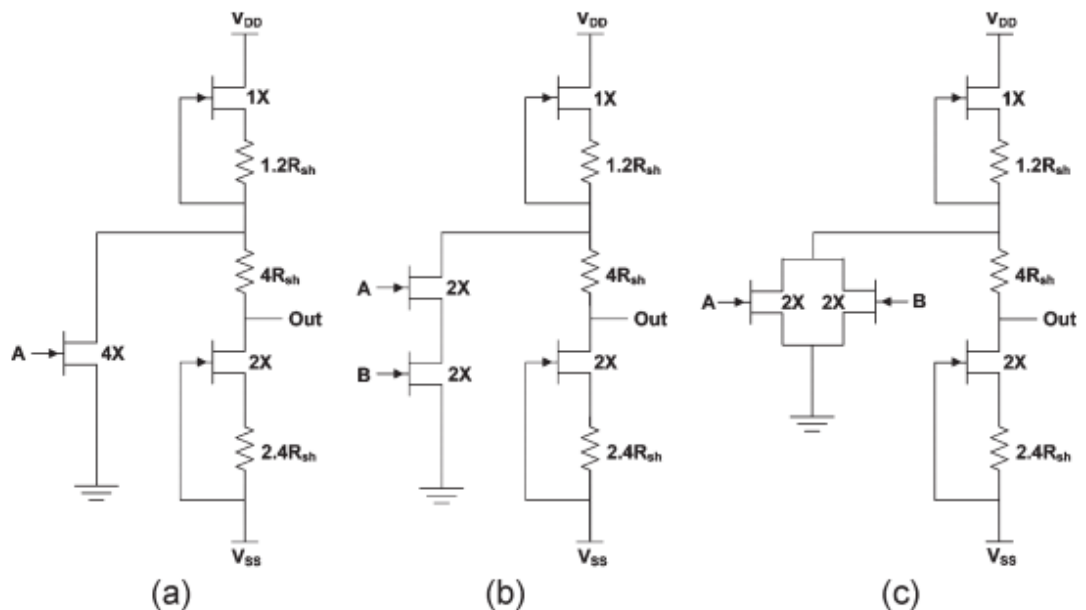 VDD
1X
1.2Rsh
4Rsh
Out
A
4X
2X
2.4Rsh
VSS
(a)
VDD
1X
1.2Rsh
4Rsh
A
2X
Out
B
2X
2X
2.4Rsh
VSS
(b)
VDD
1X
1.2Rsh
4Rsh
A
2X
2X
B
Out
2X
2.4Rsh
VSS
(c)